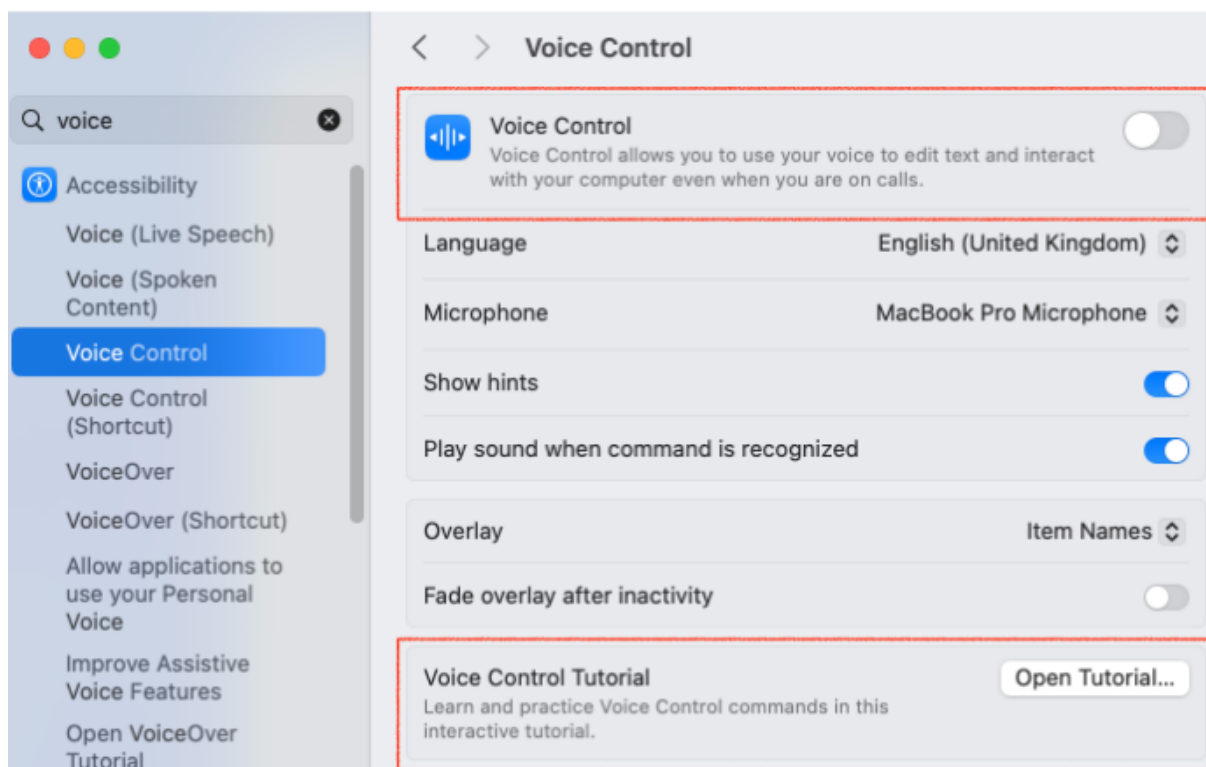 voice
Accessibility
Voice (Live Speech)
Voice (Spoken
Content)
Voice Control
Voice Control
(Shortcut)
VoiceOver
VoiceOver (Shortcut)
Allow applications to
use your Personal
Voice
Improve Assistive
Voice Features
Open VoiceOver
Tutorial
Voice Control
Voice Control
Voice Control allows you to use your voice to edit text and interact
with your computer even when you are on calls.
Language English (United Kingdom)
Microphone MacBook Pro Microphone
Show hints
Play sound when command is recognized
Overlay Item Names
Fade overlay after inactivity
Voice Control Tutorial Open Tutorial...
Learn and practice Voice Control commands in this
interactive tutorial.